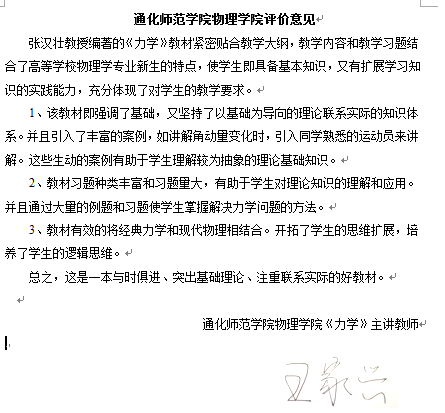 通化师范学院物理学院评价意见
张汉壮教授编著的《力学》教材紧密贴合教学大纲，教学内容和教学习题结
合了高等学校物理学专业新生的特点，使学生即具备基本知识，又有扩展学习知
识的实践能力，充分体现了对学生的教学要求。
1、该教材即强调了基础，又坚持了以基础为导向的理论联系实际的知识体
系。并且引入了丰富的案例，如讲解角动量变化时，引入同学熟悉的运动员来讲
解。这些生动的案例有助于学生理解较为抽象的理论基础知识。
2、教材习题种类丰富和习题量大，有助于学生对理论知识的理解和应用。
并且通过大量的例题和习题使学生掌握解决力学问题的方法。
3、教材有效的将经典力学和现代物理相结合。开拓了学生的思维扩展，培
养了学生的逻辑思维。
总之，这是一本与时俱进、突出基础理论、注重联系实际的好教材。
通化师范学院物理学院《力学》主讲教师
王家兴